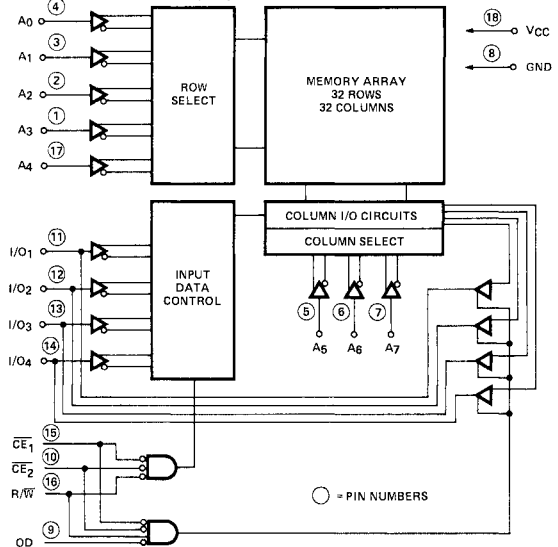 4
A0
3
A1
2
A2
1
A3
17
A4
ROW
SELECT
MEMORY ARRAY
32 ROWS
32 COLUMNS
18
VCC
8
GND
COLUMN I/O CIRCUITS
COLUMN SELECT
11
I/O1
12
I/O2
13
I/O3
14
I/O4
INPUT
DATA
CONTROL
5
6
7
A5
A6
A7
15
CE1
10
CE2
16
R/W
9
OD
= PIN NUMBERS